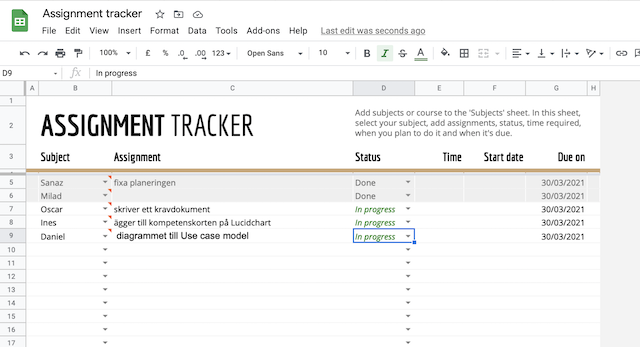 Assignment tracker
File Edit View Insert Format Data Tools Add-ons Help Last edit was seconds ago
100% £ % .0 .00 123 Open Sans 10 B I S A
D9 fx In progress
A B C D E F G H
1
2 ASSIGNMENT TRACKER
Add subjects or course to the 'Subjects' sheet. In this sheet,
select your subject, add assignments, status, time required,
when you plan to do it and when it's due.
3 Subject Assignment Status Time Start date Due on
5 Sanaz fixa planeringen Done 30/03/2021
6 Milad Done 30/03/2021
7 Oscar skriver ett kravdokument In progress 30/03/2021
8 Ines ägger till kompetenskorten på Lucidchart In progress 30/03/2021
9 Daniel diagrammet till Use case model In progress 30/03/2021
10
11
12
13
14
15
16
17